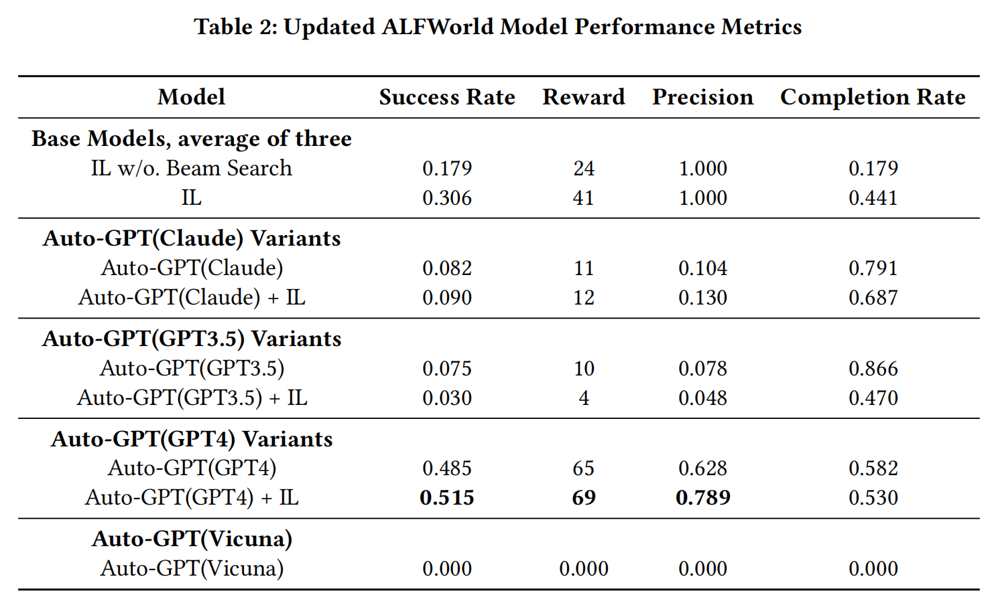 Table 2: Updated ALFWorld Model Performance Metrics
Model Success Rate Reward Precision Completion Rate
Base Models, average of three
IL w/o. Beam Search 0.179 24 1.000 0.179
IL 0.306 41 1.000 0.441
Auto-GPT(Claude) Variants
Auto-GPT(Claude) 0.082 11 0.104 0.791
Auto-GPT(Claude) + IL 0.090 12 0.130 0.687
Auto-GPT(GPT3.5) Variants
Auto-GPT(GPT3.5) 0.075 10 0.078 0.866
Auto-GPT(GPT3.5) + IL 0.030 4 0.048 0.470
Auto-GPT(GPT4) Variants
Auto-GPT(GPT4) 0.485 65 0.628 0.582
Auto-GPT(GPT4) + IL 0.515 69 0.789 0.530
Auto-GPT(Vicuna)
Auto-GPT(Vicuna) 0.000 0.000 0.000 0.000